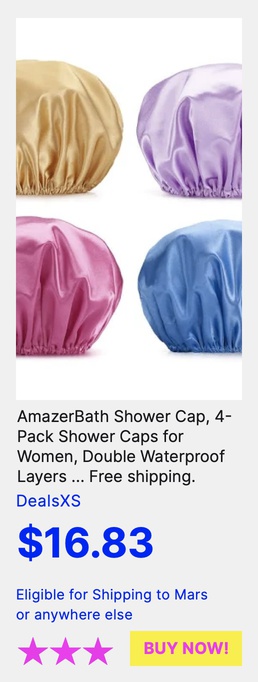 AmazerBath Shower Cap, 4-
Pack Shower Caps for
Women, Double Waterproof
Layers ... Free shipping.
DealsXS
$16.83
Eligible for Shipping to Mars
or anywhere else
BUY NOW!